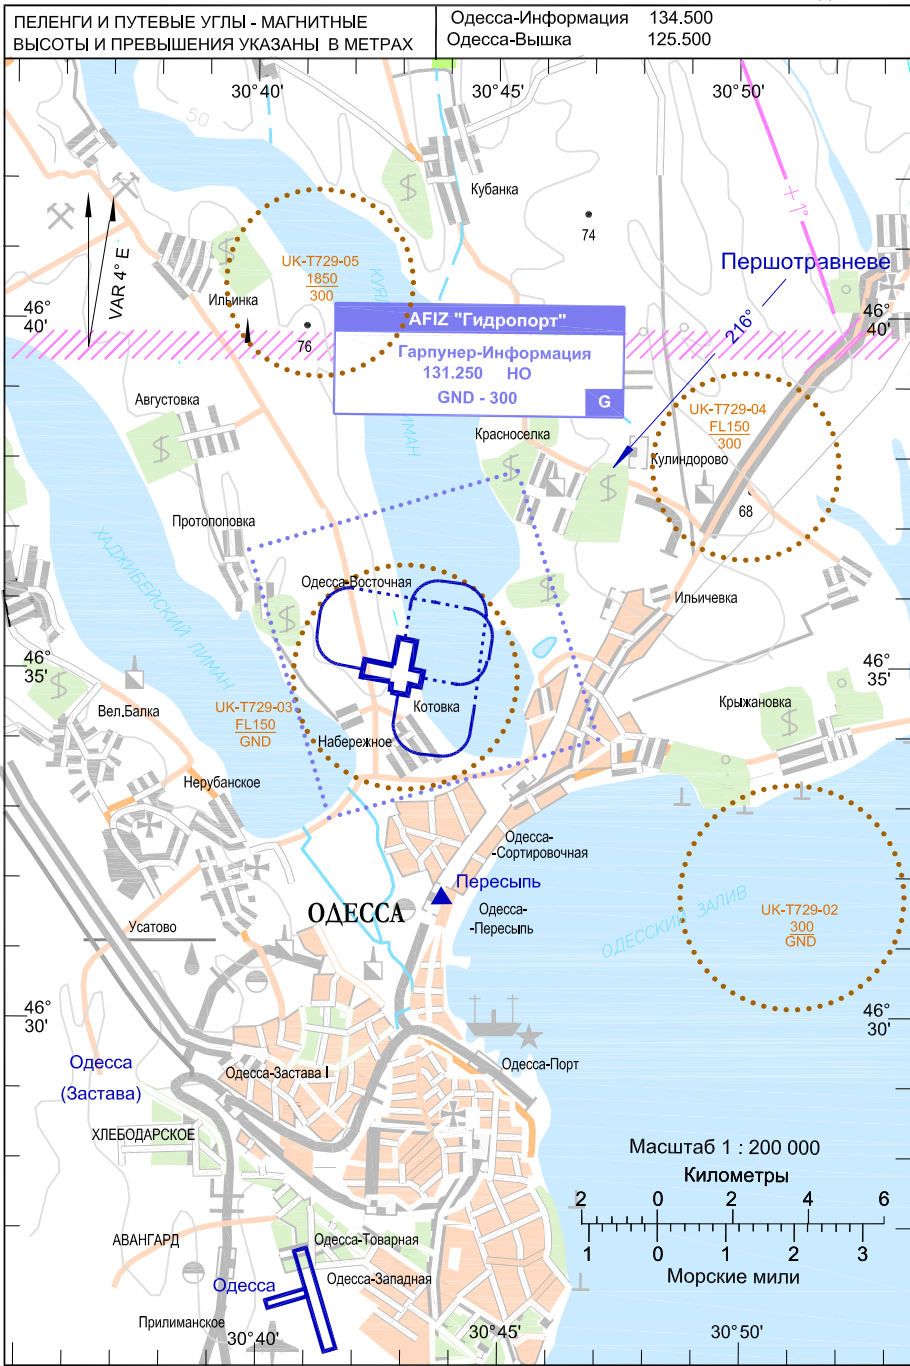 ПЕЛЕНГИ И ПУТЕВЫЕ УГЛЫ - МАГНИТНЫЕ
ВЫСОТЫ И ПРЕВЫШЕНИЯ УКАЗАНЫ В МЕТРАХ
Одесса-Информация 134.500
Одесса-Вышка 125.500
30°40'
30°45'
30°50'
50
Кубанка
74
+1°
VAR 4° E
UK-T729-05
1850
300
Ильинка
76
Першотравневе
216°
46°
40'
46°
40'
AFIZ "Гидропорт"
Гарпунер-Информация
131.250 HO
GND - 300
G
ЛИМАН
Августовка
Красноселка
UK-T729-04
FL150
300
Кулиндорово
68
Протопоповка
ХАДЖИБЕЙСКИЙ ЛИМАН
Одесса-Восточная
Ильичевка
46°
35'
46°
35'
Вел.Балка
UK-T729-03
FL150
GND
Котовка
Крыжановка
Набережное
Нерубанское
Одесса-
-Сортировочная
Пересыпь
ОДЕССА
Одесса-
-Пересыпь
UK-T729-02
300
GND
ОДЕССКИЙ ЗАЛИВ
Усатово
46°
30'
46°
30'
Одесса
(Застава)
Одесса-Застава I
Одесса-Порт
ХЛЕБОДАРСКОЕ
Масштаб 1 : 200 000
Километры
2 0 2 4 6
1 0 1 2 3
Морские мили
АВАНГАРД
Одесса-Товарная
Одесса-Западная
Одесса
Прилиманское
30°40'
30°45'
30°50'